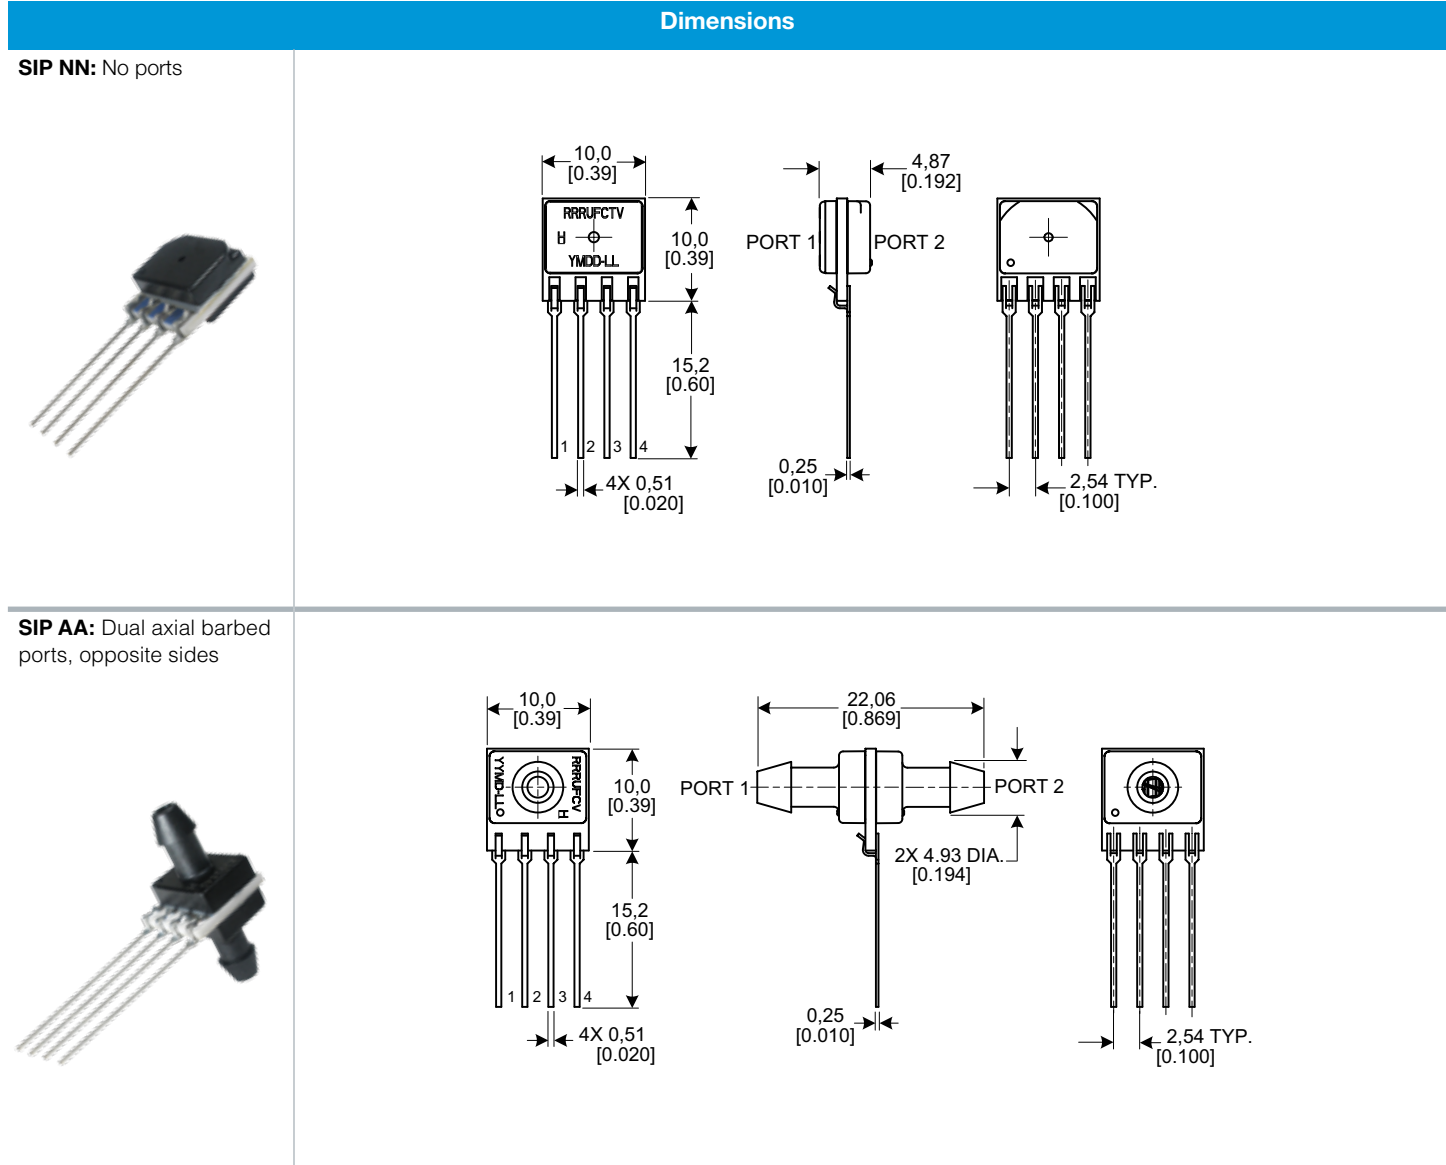 Dimensions
SIP NN: No ports
10,0
[0.39]
RRRUFCTV
YMDD-LL
10,0
[0.39]
15,2
[0.60]
1 2 3 4
4X 0,51
[0.020]
4,87
[0.192]
PORT 1
PORT 2
0,25
[0.010]
2,54 TYP.
[0.100]
SIP AA: Dual axial barbed
ports, opposite sides
10,0
[0.39]
RRRUFCV
10,0
[0.39]
15,2
[0.60]
1 2 3 4
4X 0,51
[0.020]
22,06
[0.869]
PORT 1
PORT 2
2X 4.93 DIA.
[0.194]
0,25
[0.010]
2,54 TYP.
[0.100]